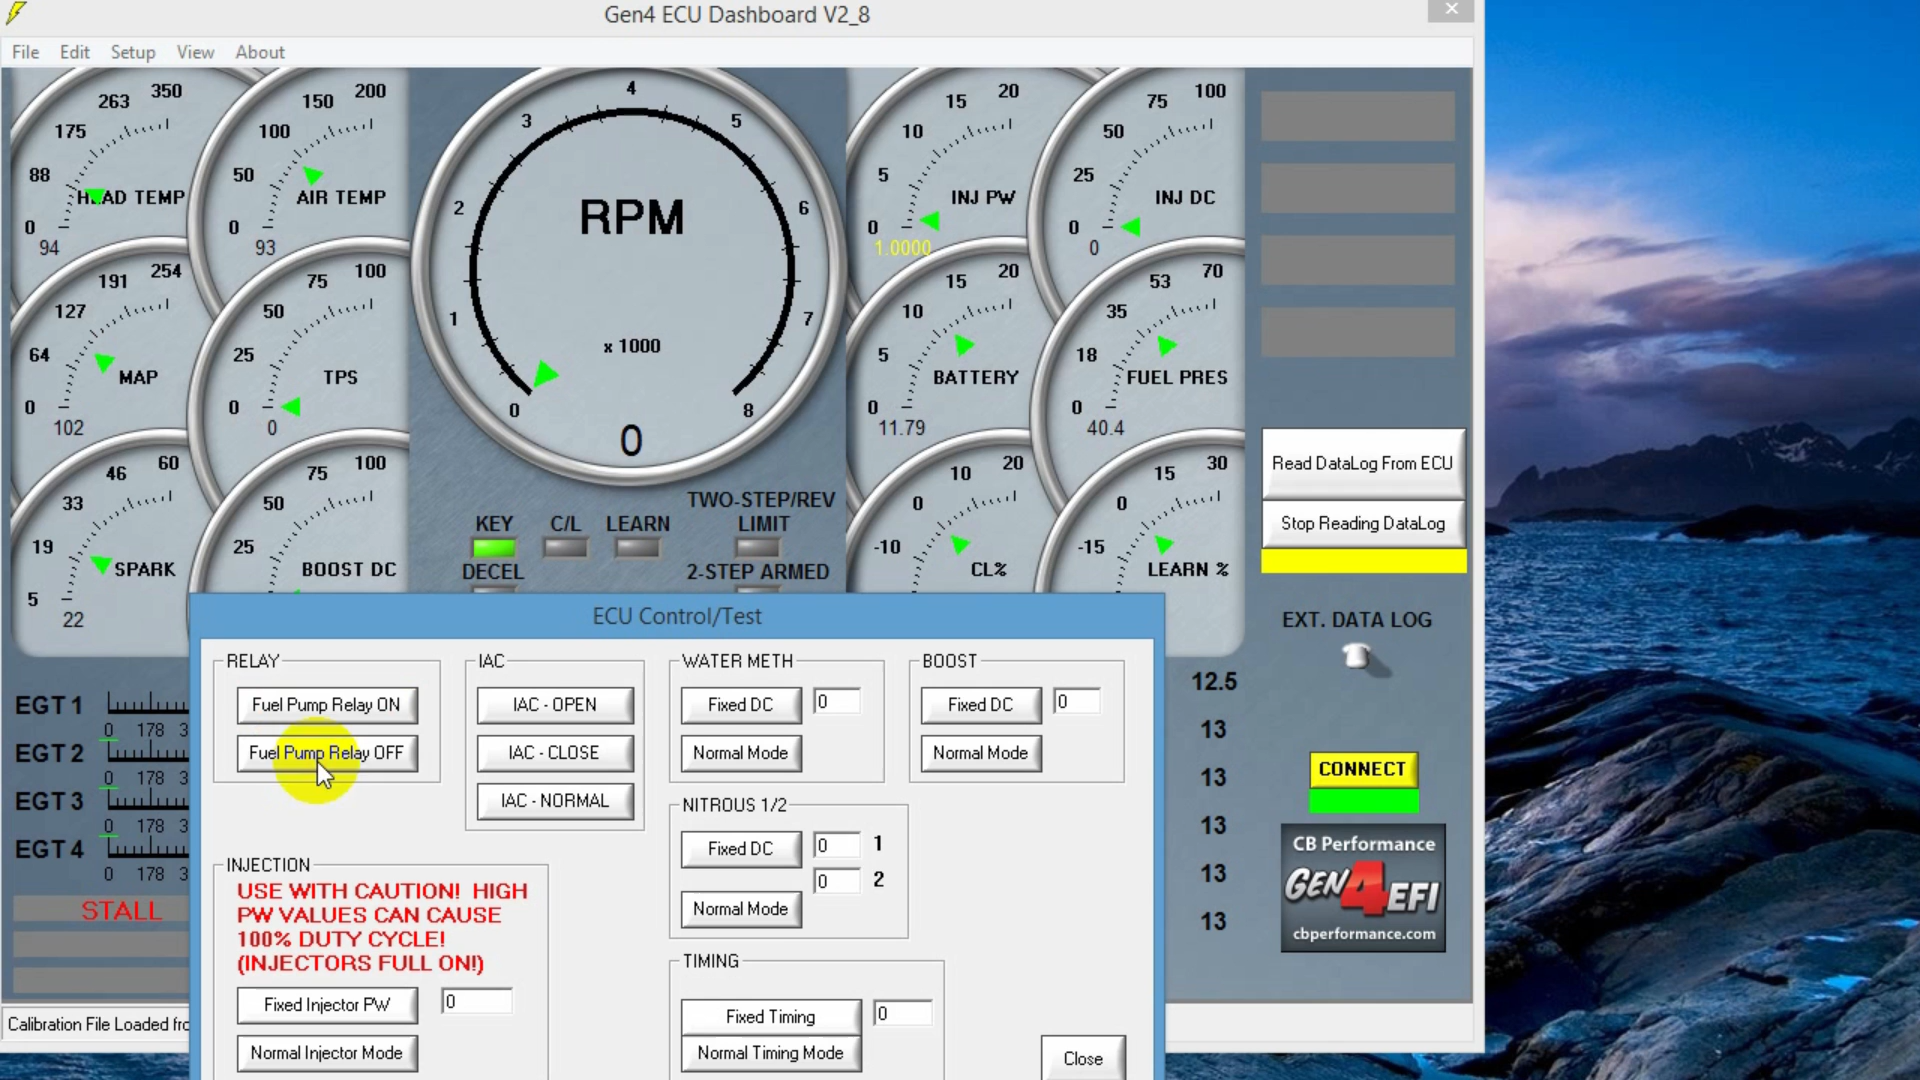 Gen4 ECU Dashboard V2_8
File Edit Setup View About
350
263
175
88
0
HEAD TEMP
94
200
150
100
50
0
AIR TEMP
93
4
3
5
2
6
1
7
0
8
RPM
x 1000
0
20
15
10
5
0
INJ PW
1.0000
100
75
50
25
0
INJ DC
0
254
191
127
64
0
MAP
102
100
75
50
25
0
TPS
0
20
15
10
5
0
BATTERY
11.79
70
53
35
18
0
FUEL PRES
40.4
60
46
33
19
5
SPARK
22
100
75
50
25
BOOST DC
KEY C/L LEARN
TWO-STEP/REV
LIMIT
DECEL
2-STEP ARMED
20
10
0
-10
CL%
30
15
0
-15
LEARN %
Read DataLog From ECU
Stop Reading DataLog
EXT. DATA LOG
CONNECT
CB Performance
GEN4EFI
cbperformance.com
EGT 1
0 178 3
EGT 2
0 178 3
EGT 3
0 178 3
EGT 4
0 178 3
STALL
Calibration File Loaded fro
12.5
13
13
13
13
13
ECU Control/Test
RELAY
Fuel Pump Relay ON
Fuel Pump Relay OFF
IAC
IAC - OPEN
IAC - CLOSE
IAC - NORMAL
WATER METH
Fixed DC 0
Normal Mode
BOOST
Fixed DC 0
Normal Mode
NITROUS 1/2
Fixed DC 0 1
0 2
Normal Mode
INJECTION
USE WITH CAUTION! HIGH
PW VALUES CAN CAUSE
100% DUTY CYCLE!
(INJECTORS FULL ON!)
Fixed Injector PW 0
Normal Injector Mode
TIMING
Fixed Timing 0
Normal Timing Mode
Close